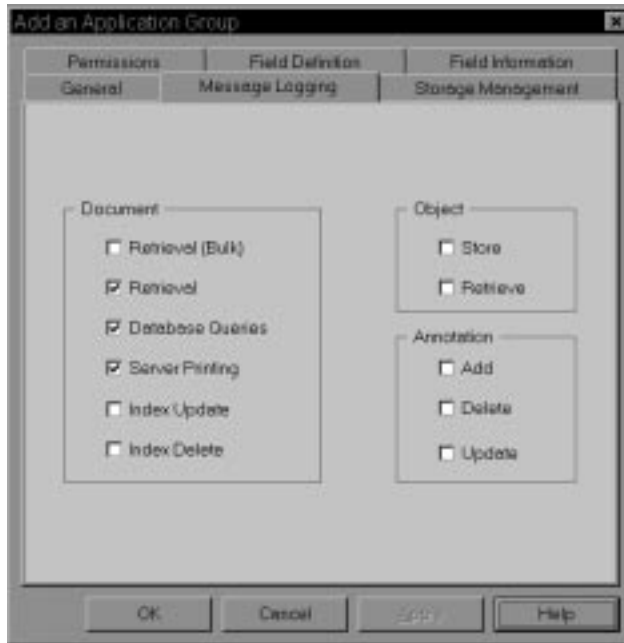 Add an Application Group
Permissions Field Definition Field Information
General Message Logging Storage Management
Document
Retrieval (Bulk)
Retrieval
Database Queries
Server Printing
Index Update
Index Delete
Object
Store
Retrieve
Annotation
Add
Delete
Update
OK Cancel Apply Help